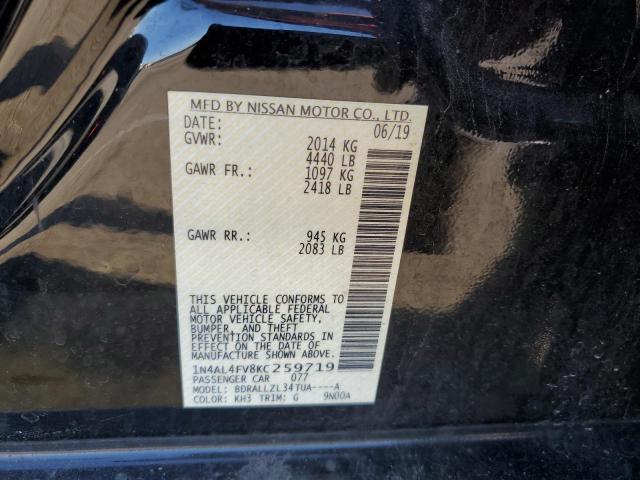 MFD BY NISSAN MOTOR CO., LTD.
DATE: 06/19
GVWR: 2014 KG
4440 LB
GAWR FR.: 1097 KG
2418 LB
GAWR RR.: 945 KG
2083 LB
THIS VEHICLE CONFORMS TO
ALL APPLICABLE FEDERAL
MOTOR VEHICLE SAFETY,
BUMPER, AND THEFT
PREVENTION STANDARDS IN
EFFECT ON THE DATE OF
MANUFACTURE SHOWN ABOVE.
1N4AL4FV8KC259719
PASSENGER CAR 077
MODEL: BDRALLZL34TUA----A
COLOR: KH3 TRIM: G 9N00A